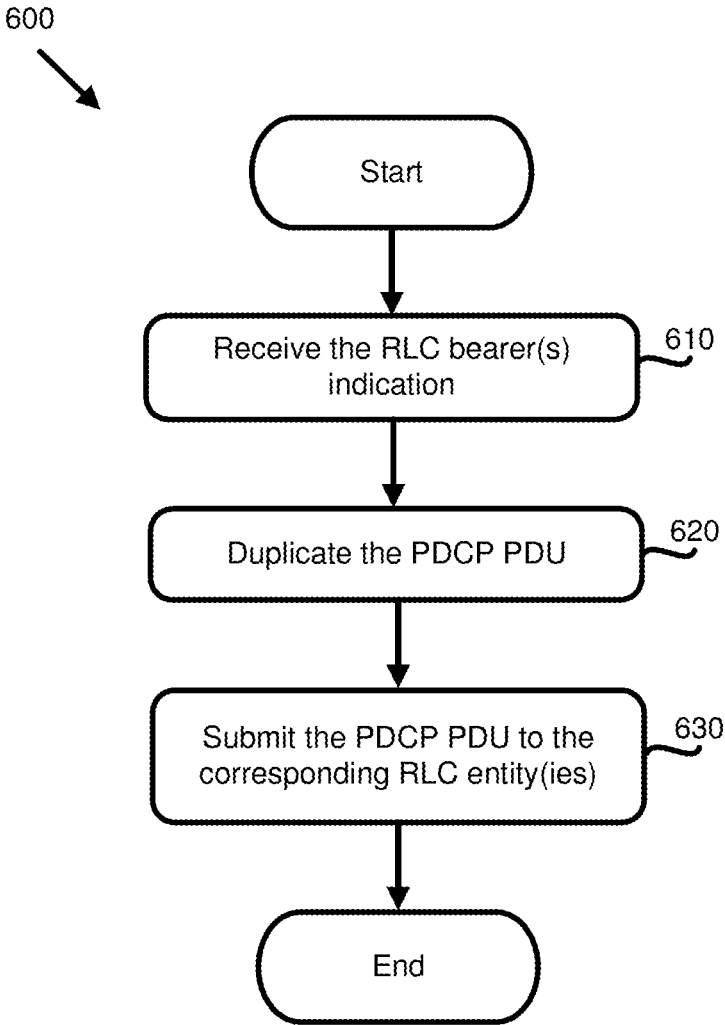 600
Start
Receive the RLC bearer(s)
indication
610
Duplicate the PDCP PDU
620
Submit the PDCP PDU to the
corresponding RLC entity(ies)
630
End